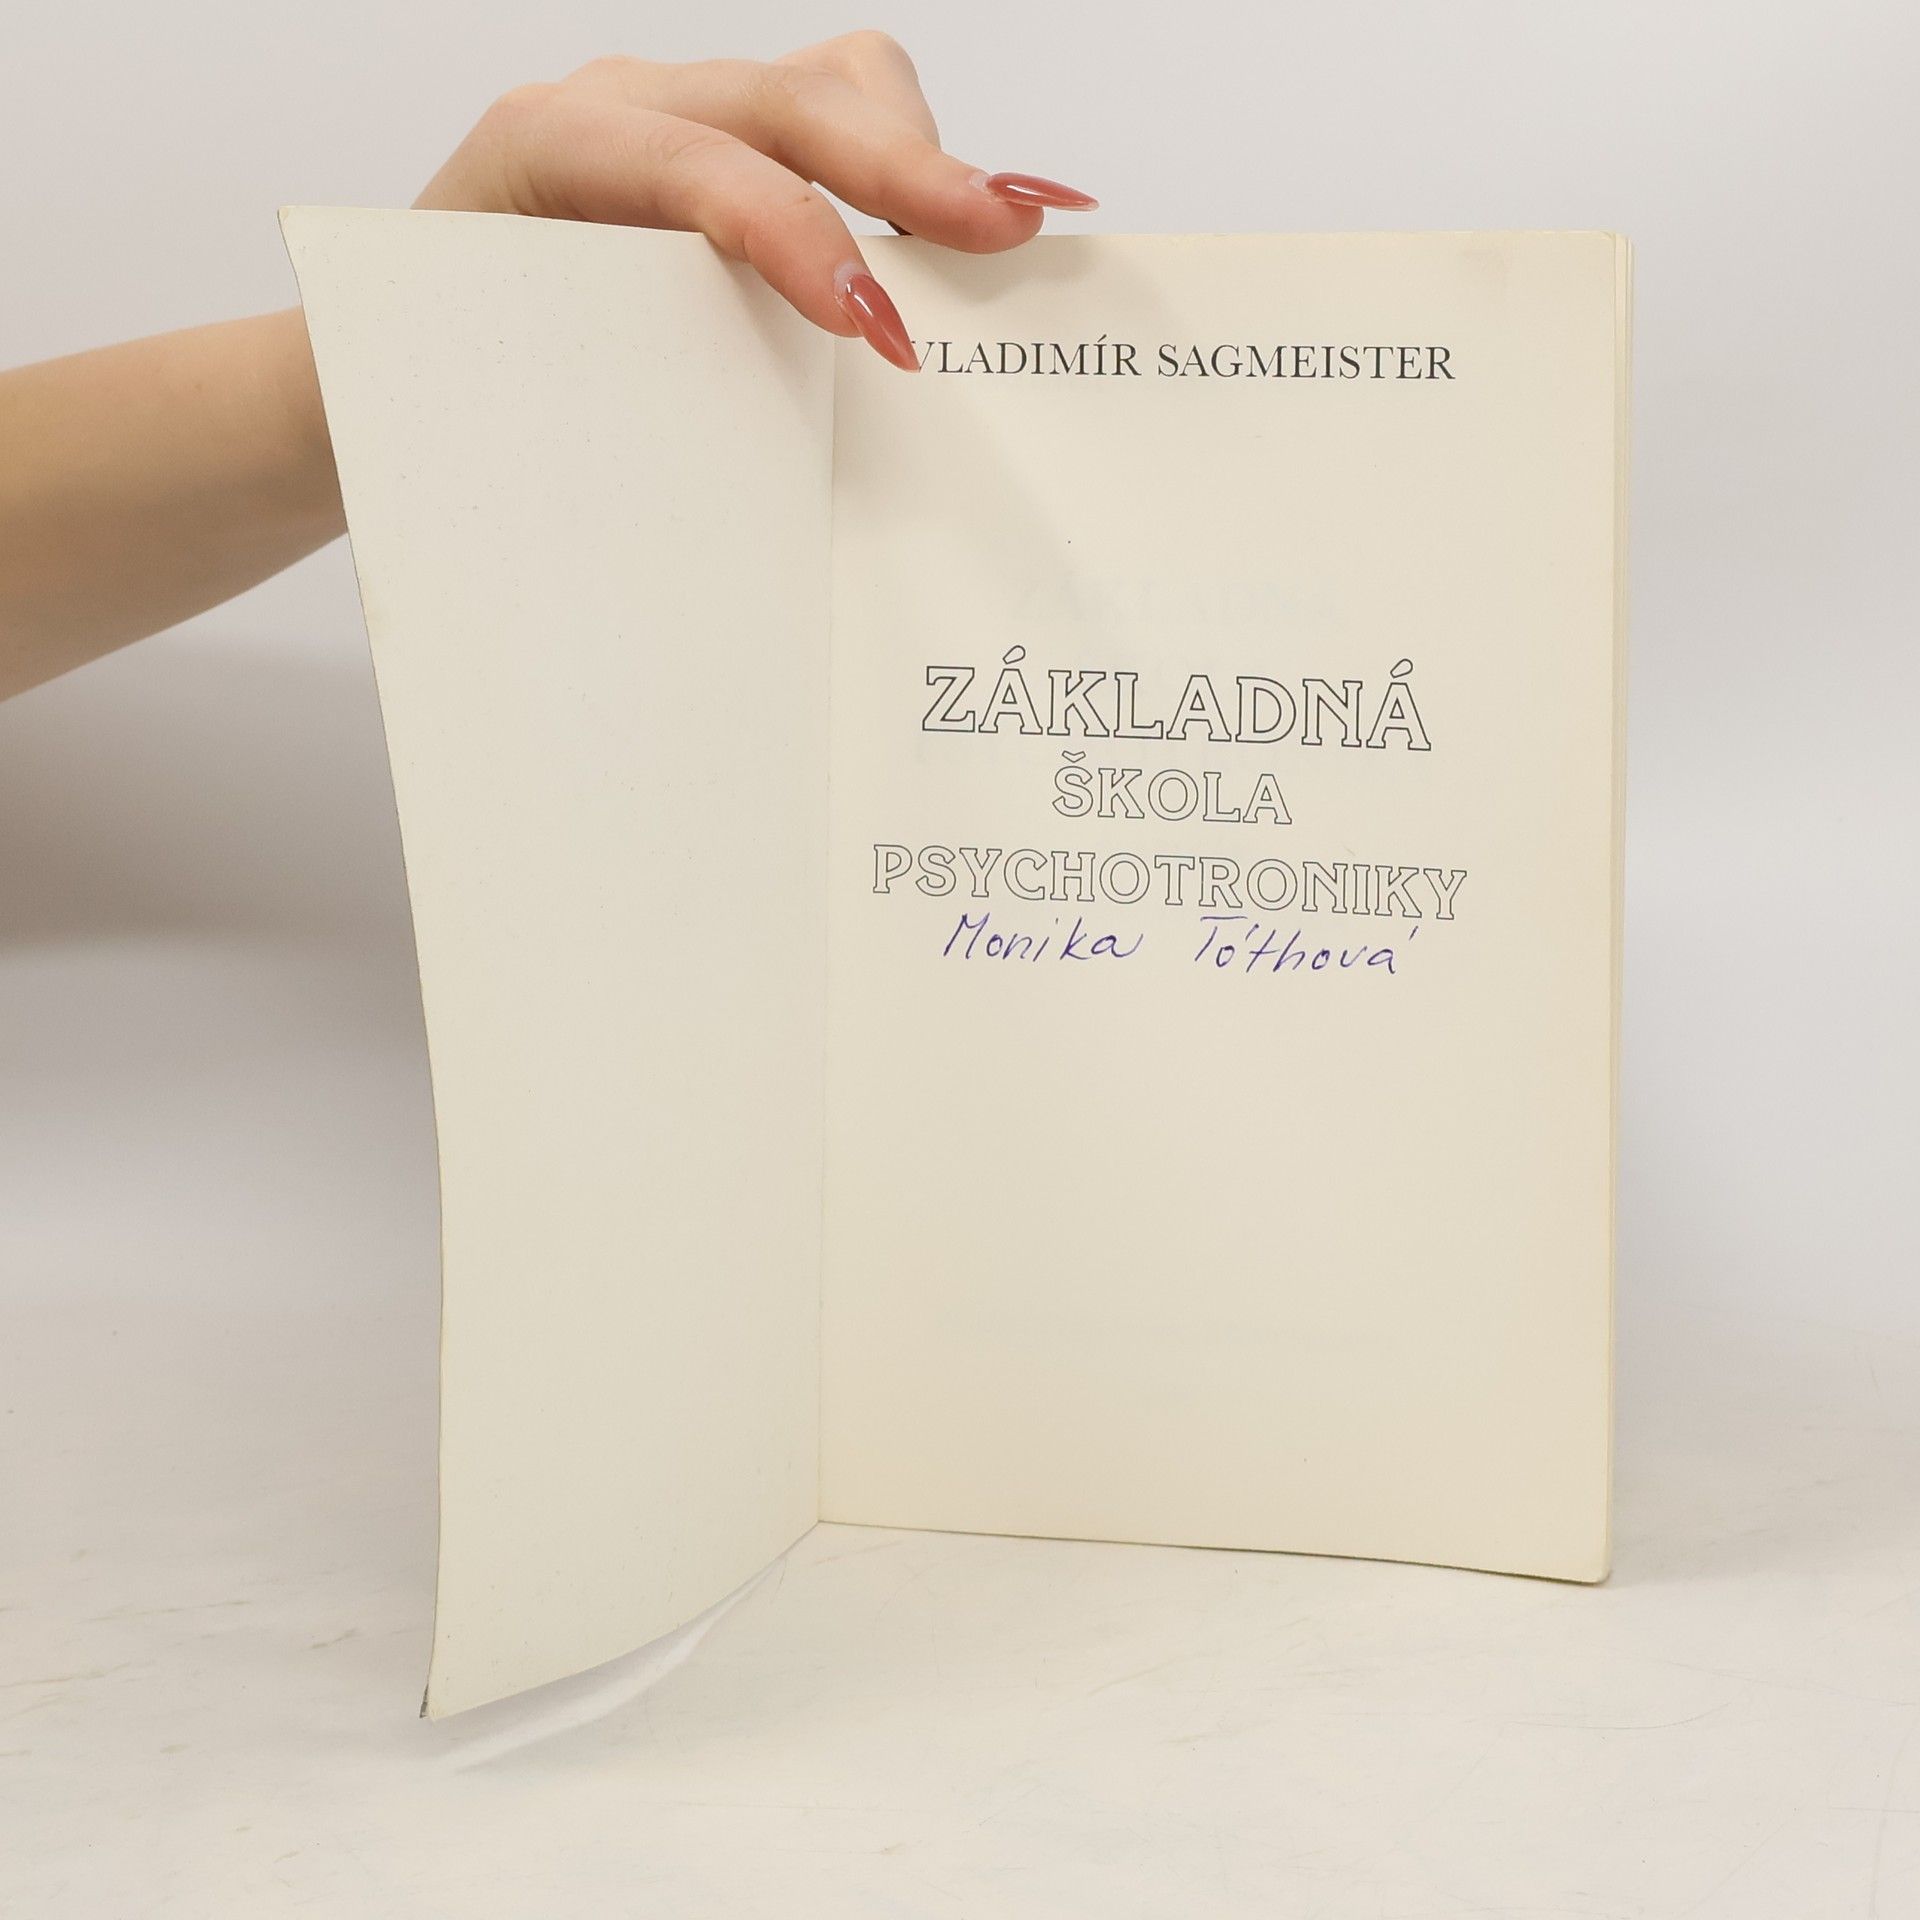 VLADIMÍR SAGMEISTER
ZÁKLADNÁ
ŠKOLA
PSYCHOTRONIKY
Monika Tóthová